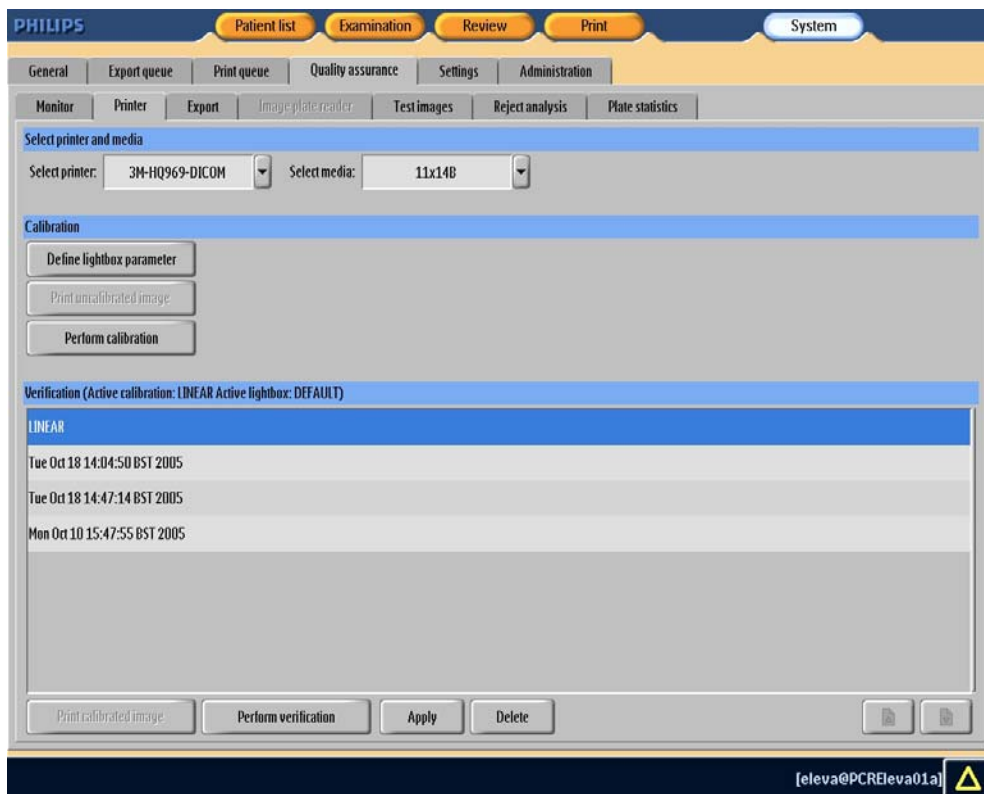 PHILIPS Patient list Examination Review Print System
General Export queue Print queue Quality assurance Settings Administration
Monitor Printer Export Image plate reader Test images Reject analysis Plate statistics
Select printer and media
Select printer: 3M-HQ969-DICOM Select media: 11x14B
Calibration
Define lightbox parameter
Print uncalibrated image
Perform calibration
Verification (Active calibration: LINEAR Active lightbox: DEFAULT)
LINEAR
Tue Oct 18 14:04:50 BST 2005
Tue Oct 18 14:47:14 BST 2005
Mon Oct 10 15:47:55 BST 2005
Print calibrated image Perform verification Apply Delete
[eleva@PCREleva01a]